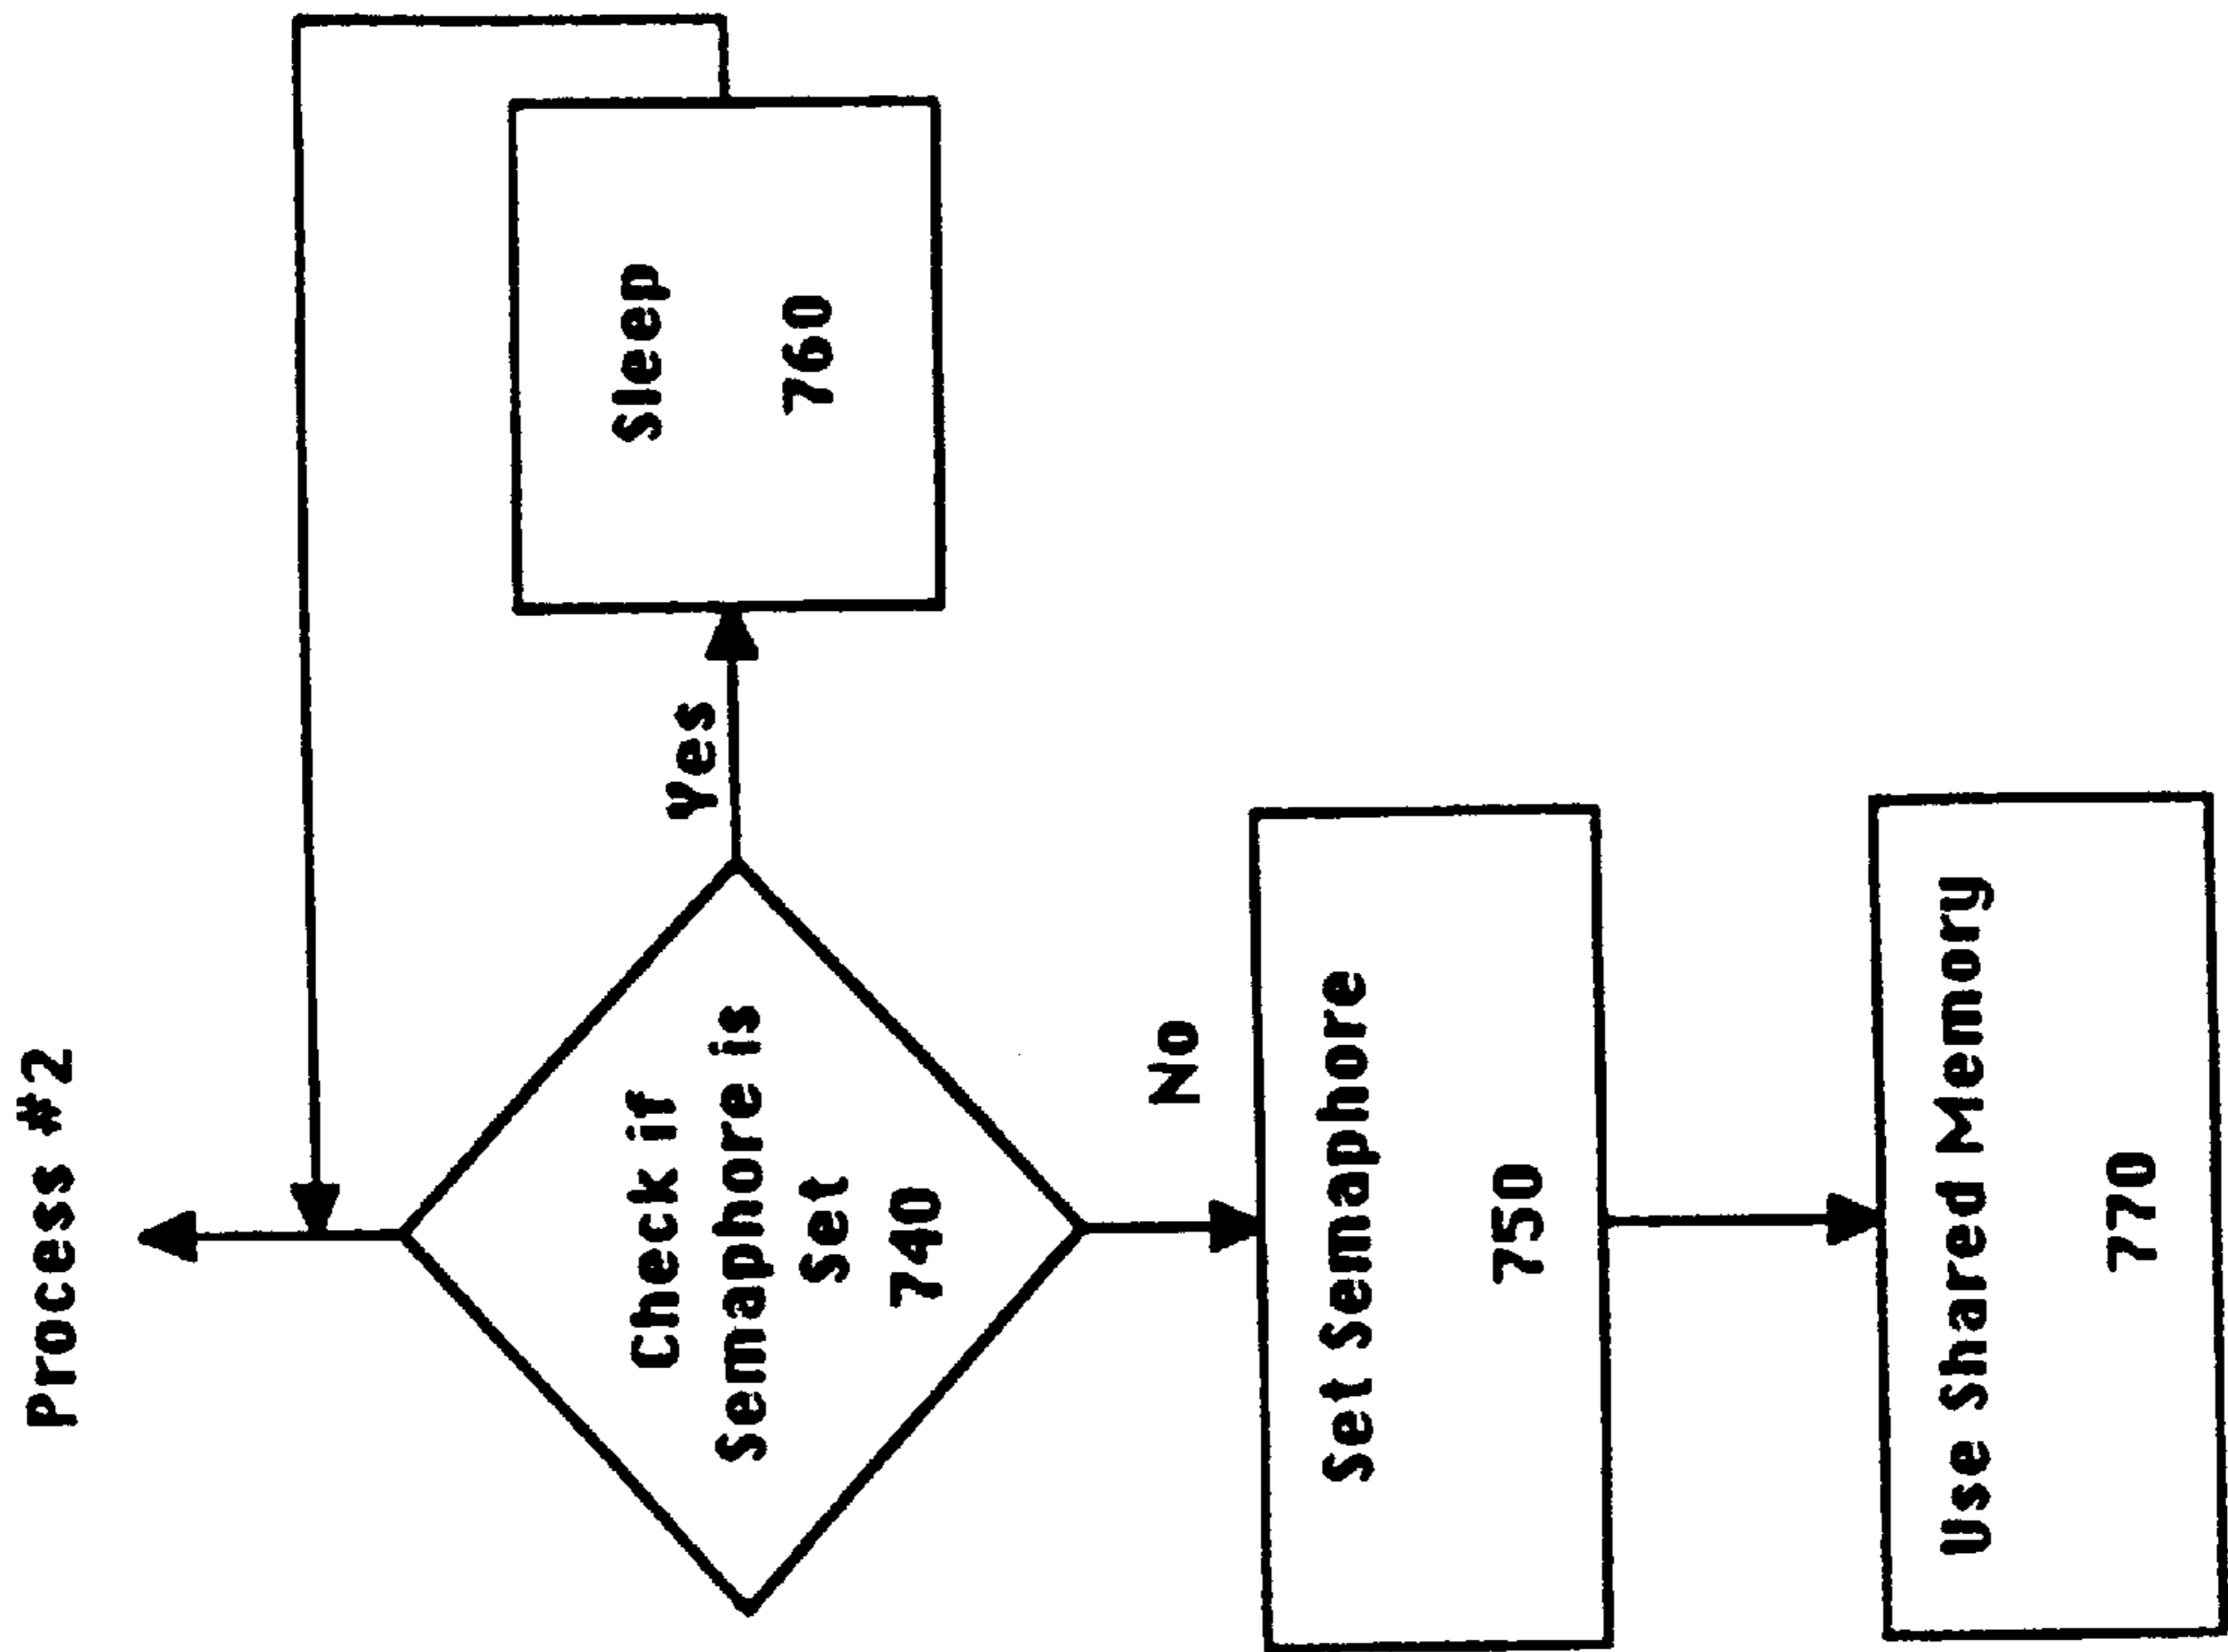 Process #2
Check if
Semaphore is
Set
740
Yes
Sleep
760
No
Set Semaphore
750
Use Shared Memory
770